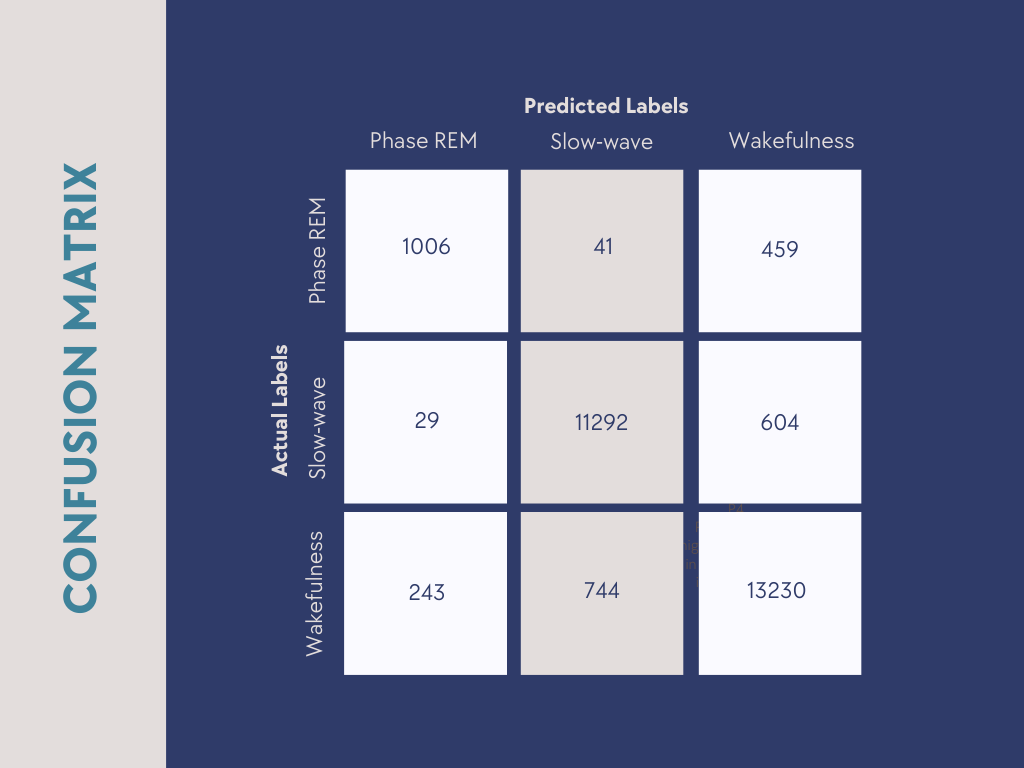 CONFUSION MATRIX
Predicted Labels
Phase REM Slow-wave Wakefulness
Actual Labels
Phase REM
1006 41 459
Slow-wave
29 11292 604
Wakefulness
243 744 13230